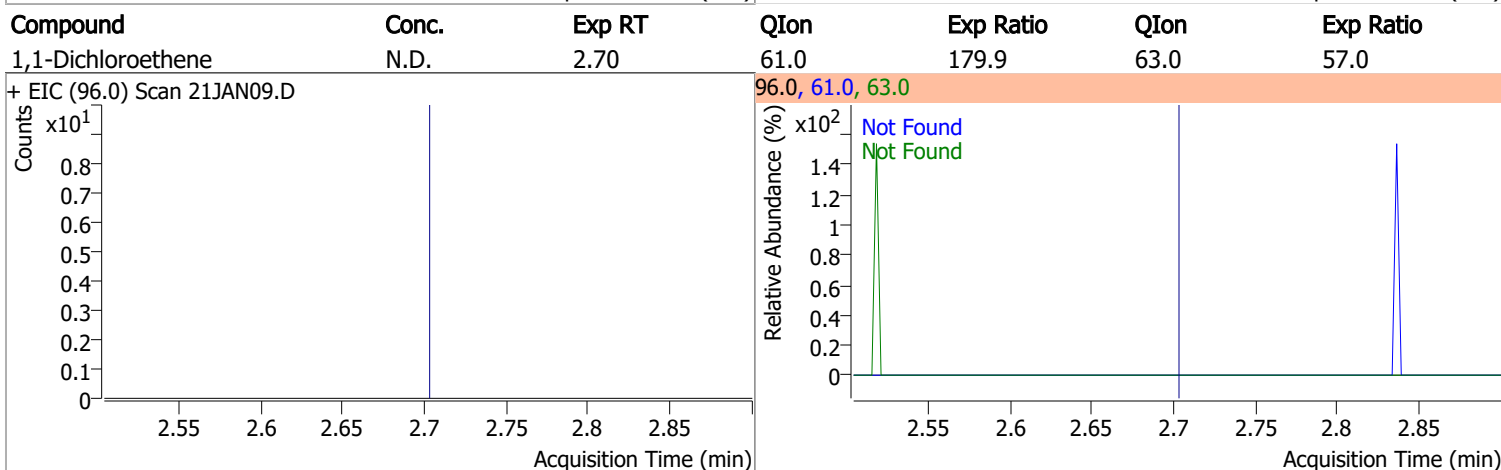 Compound Conc. Exp RT QIon Exp Ratio QIon Exp Ratio
1,1-Dichloroethene N.D. 2.70 61.0 179.9 63.0 57.0
+ EIC (96.0) Scan 21JAN09.D
Counts
x10¹
0.8
0.7
0.6
0.5
0.4
0.3
0.2
0.1
0
2.55 2.6 2.65 2.7 2.75 2.8 2.85
Acquisition Time (min)
96.0, 61.0, 63.0
Relative Abundance (%)
x10²
Not Found
Not Found
1.4
1.2
1
0.8
0.6
0.4
0.2
0
2.55 2.6 2.65 2.7 2.75 2.8 2.85
Acquisition Time (min)